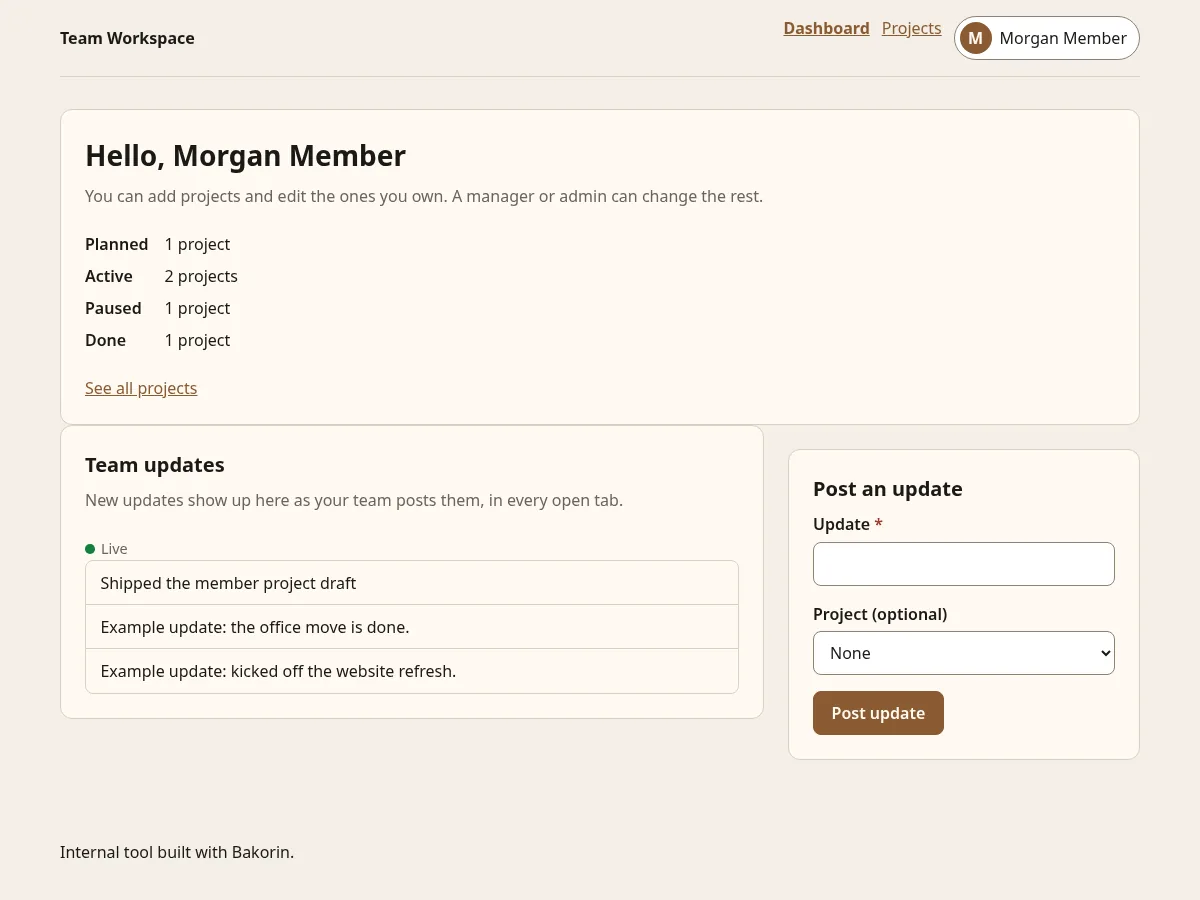 Team Workspace
Dashboard
Projects
M
Morgan Member
Hello, Morgan Member
You can add projects and edit the ones you own. A manager or admin can change the rest.
Planned 1 project
Active 2 projects
Paused 1 project
Done 1 project
See all projects
Team updates
New updates show up here as your team posts them, in every open tab.
Live
Shipped the member project draft
Example update: the office move is done.
Example update: kicked off the website refresh.
Post an update
Update *
Project (optional)
None
Post update
Internal tool built with Bakorin.